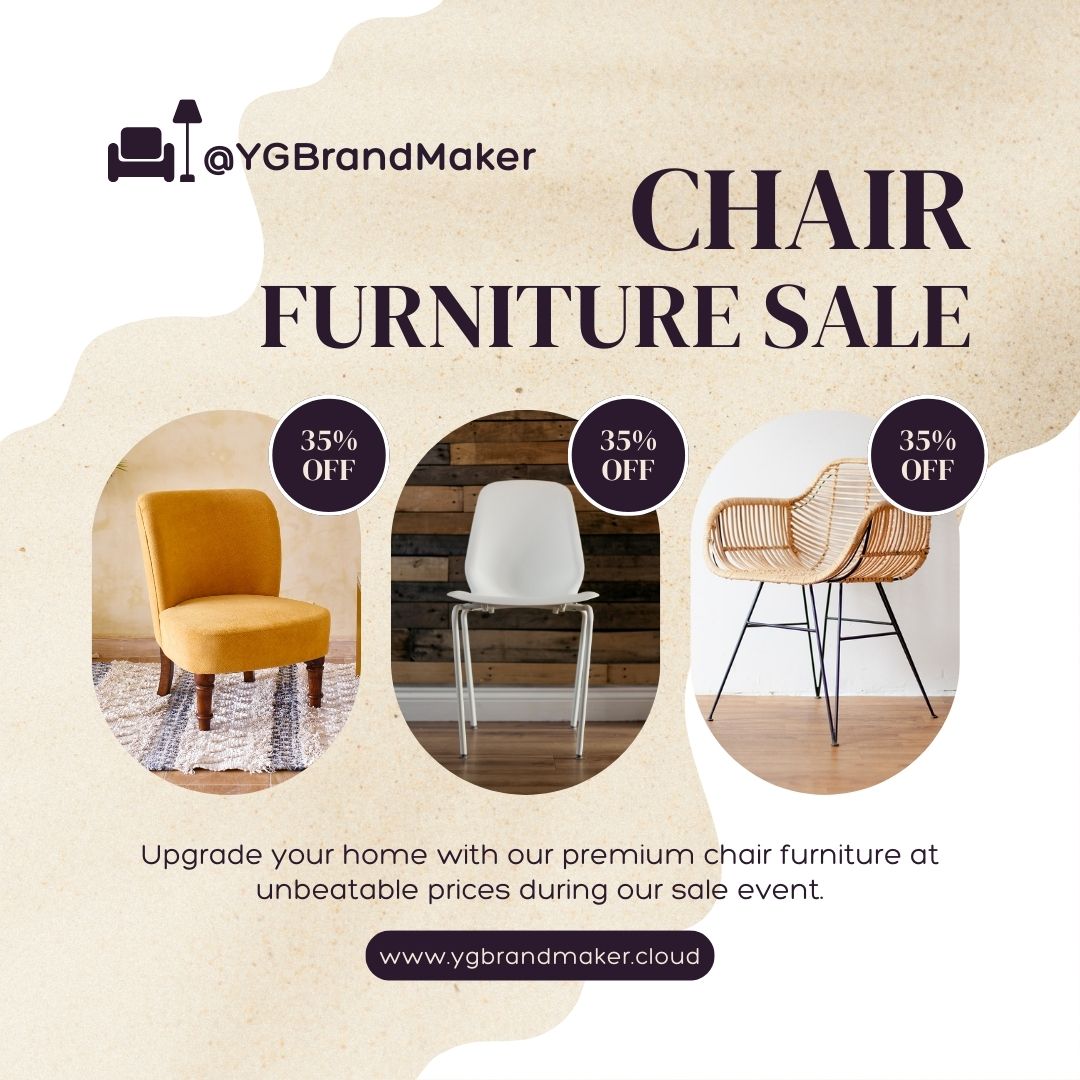 @YGBrandMaker
CHAIR
FURNITURE SALE
35%
OFF
35%
OFF
35%
OFF
Upgrade your home with our premium chair furniture at
unbeatable prices during our sale event.
www.ygbrandmaker.cloud